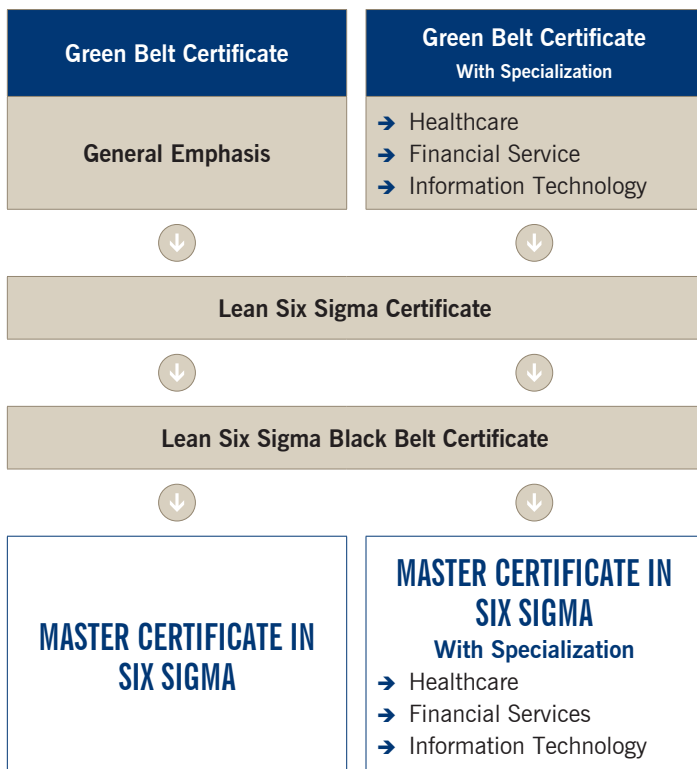 Green Belt Certificate
General Emphasis
Green Belt Certificate
With Specialization
Healthcare
Financial Service
Information Technology
Lean Six Sigma Certificate
Lean Six Sigma Black Belt Certificate
MASTER CERTIFICATE IN
SIX SIGMA
MASTER CERTIFICATE IN
SIX SIGMA
With Specialization
Healthcare
Financial Services
Information Technology